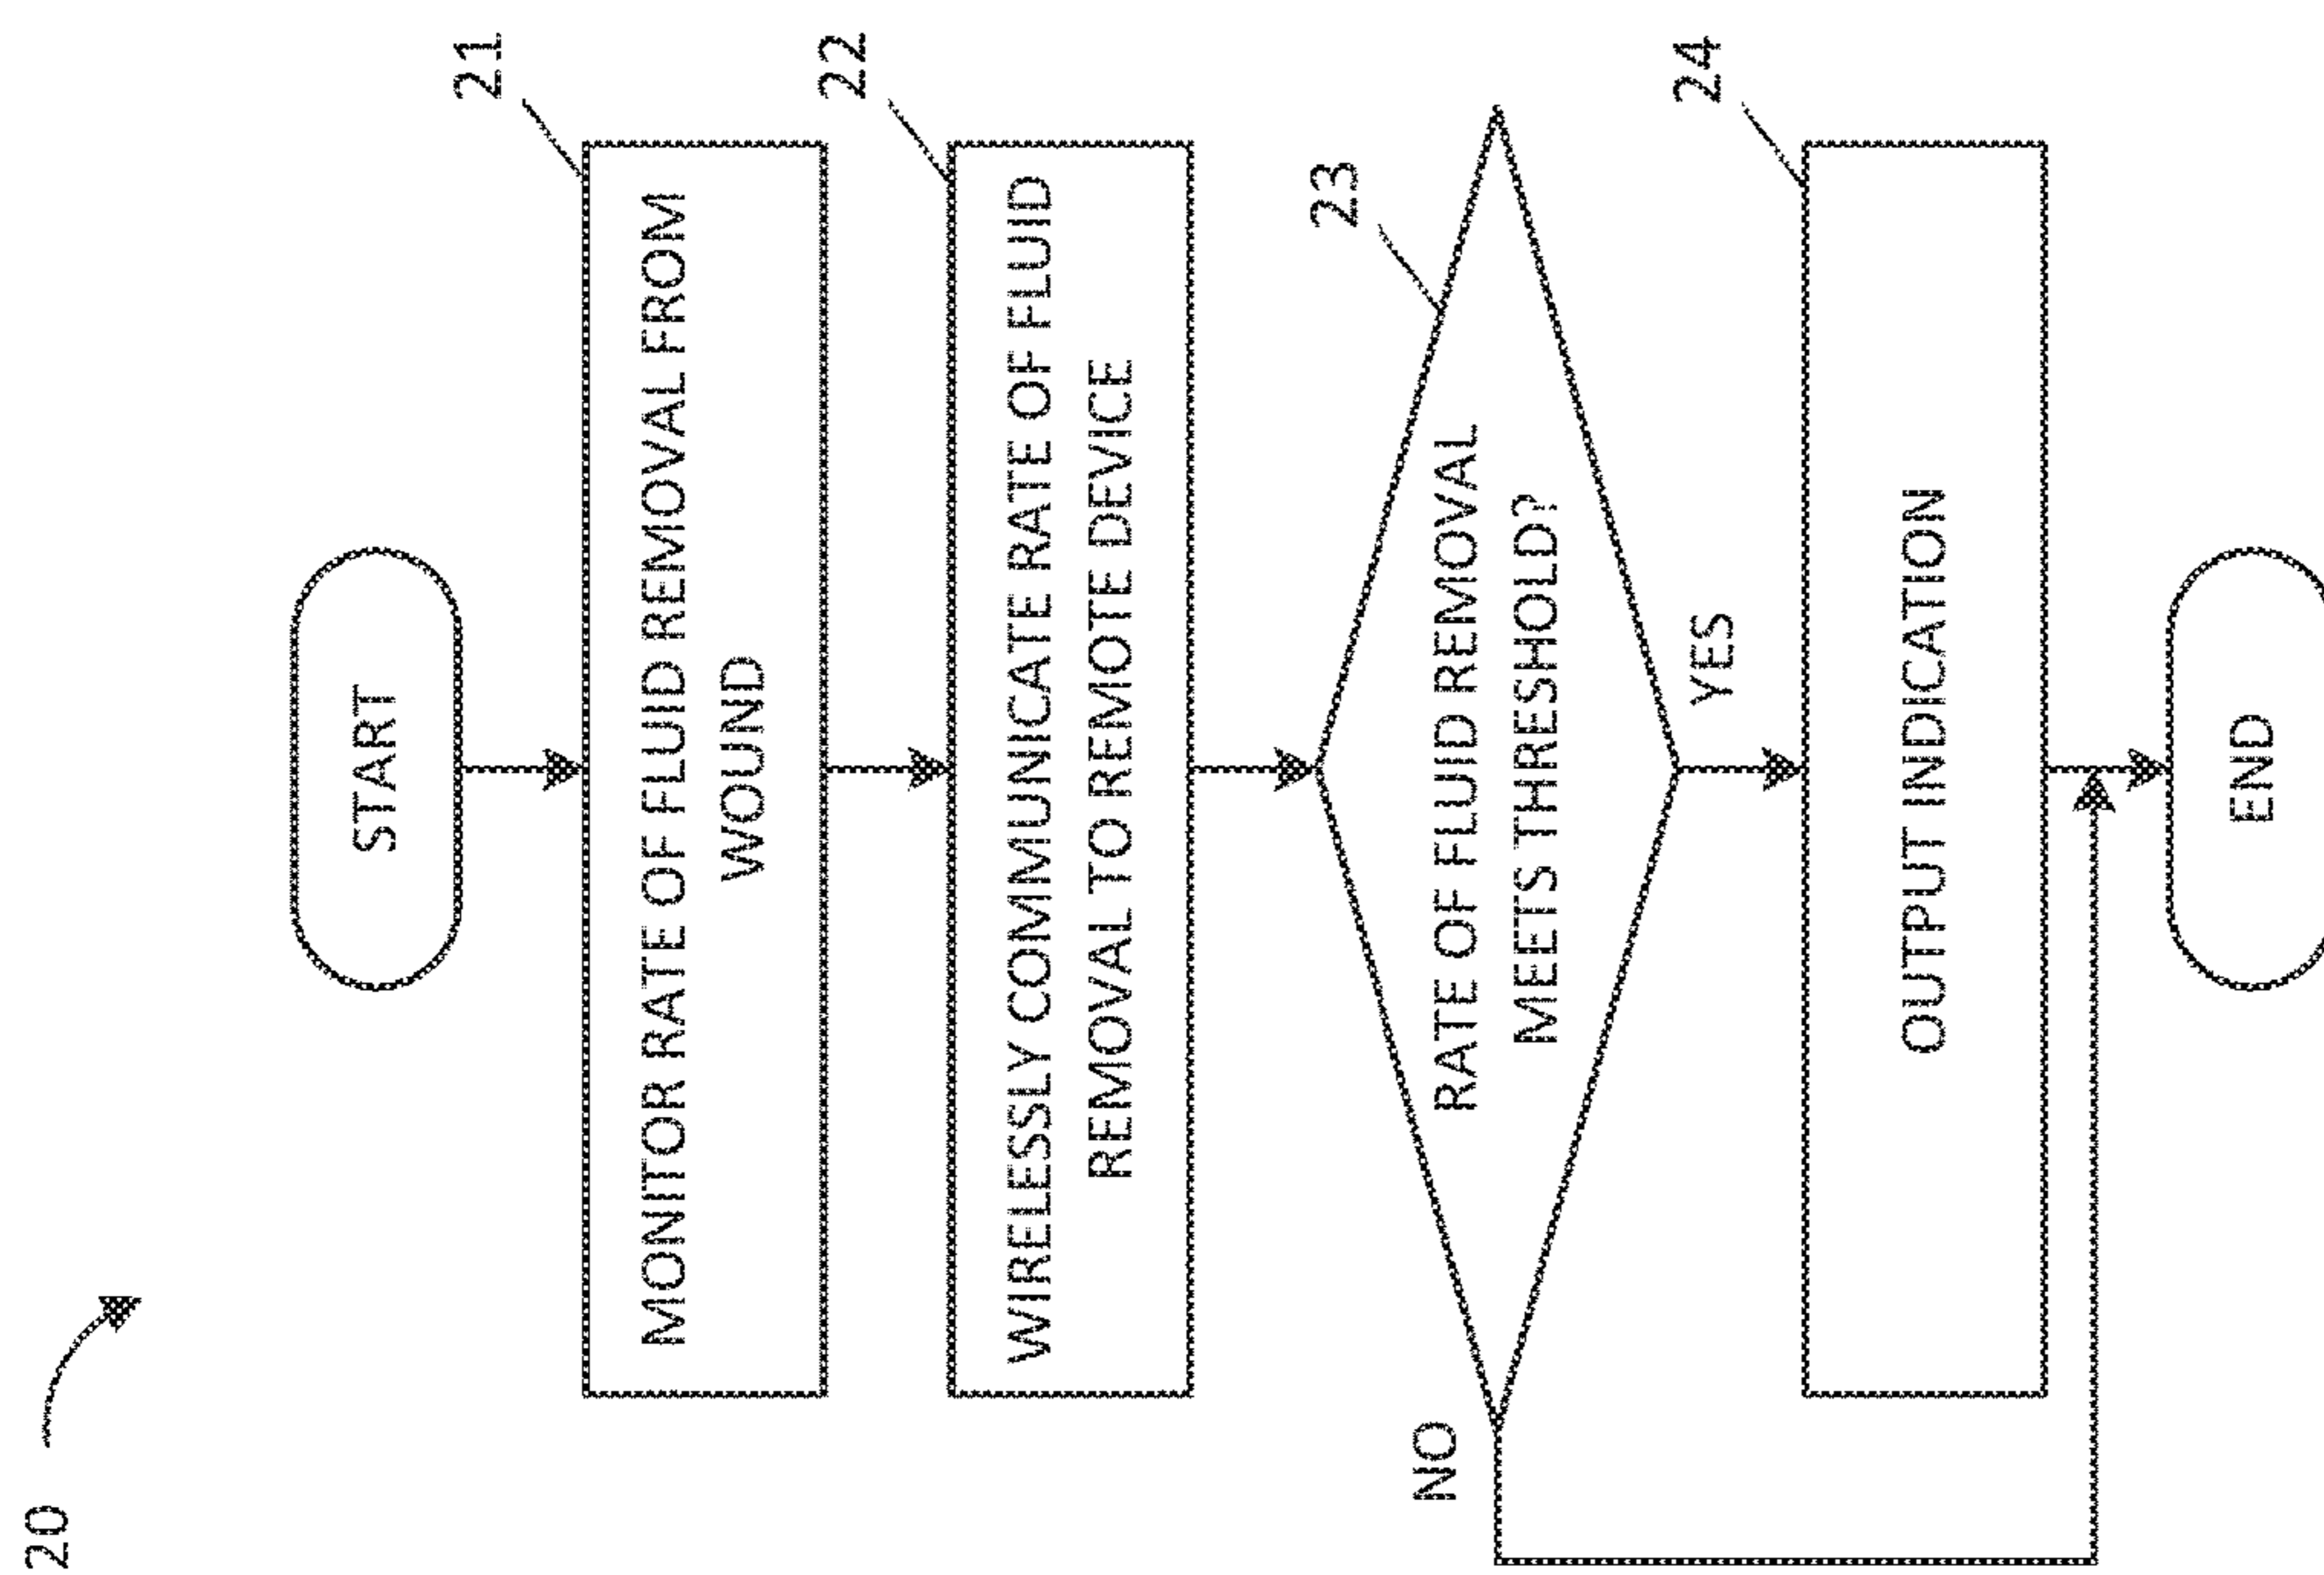 20
START
21
MONITOR RATE OF FLUID REMOVAL FROM
WOUND
22
WIRELESSLY COMMUNICATE RATE OF FLUID
REMOVAL TO REMOTE DEVICE
23
RATE OF FLUID REMOVAL
MEETS THRESHOLD?
NO
YES
24
OUTPUT INDICATION
END